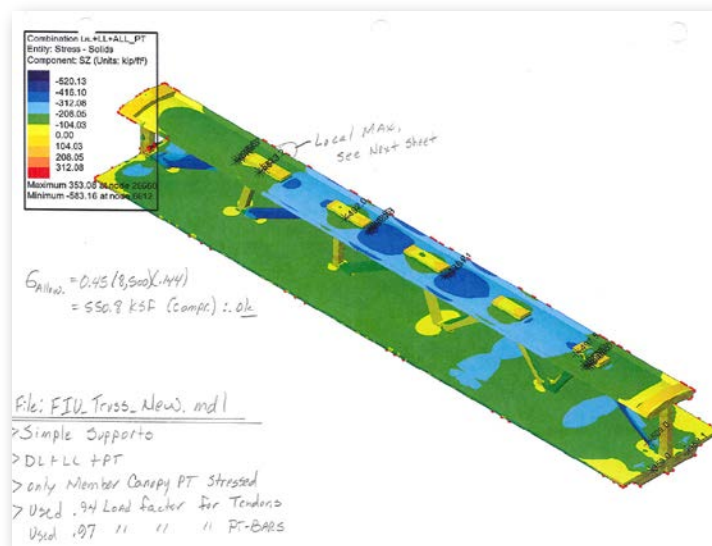 Combination DL+LL+ALL_PT
Entity: Stress - Solids
Component: SZ (Units: kip/ft²)
-520.13
-416.10
-312.08
-208.05
-104.03
0.00
104.03
208.05
312.08
Maximum 353.08 at node 26660
Minimum -583.16 at node 6612
Local MAX,
See Next Sheet
σAllow. = 0.45(8,500)(.144)
= 550.8 KSF (Compr.) ∴ Ok
File: FIU_Truss_New.mdl
> Simple Supports
> DL+LL+PT
> only Member Canopy PT Stressed
> Used .94 Load factor for Tendons
Used .97 " " " PT-BARS